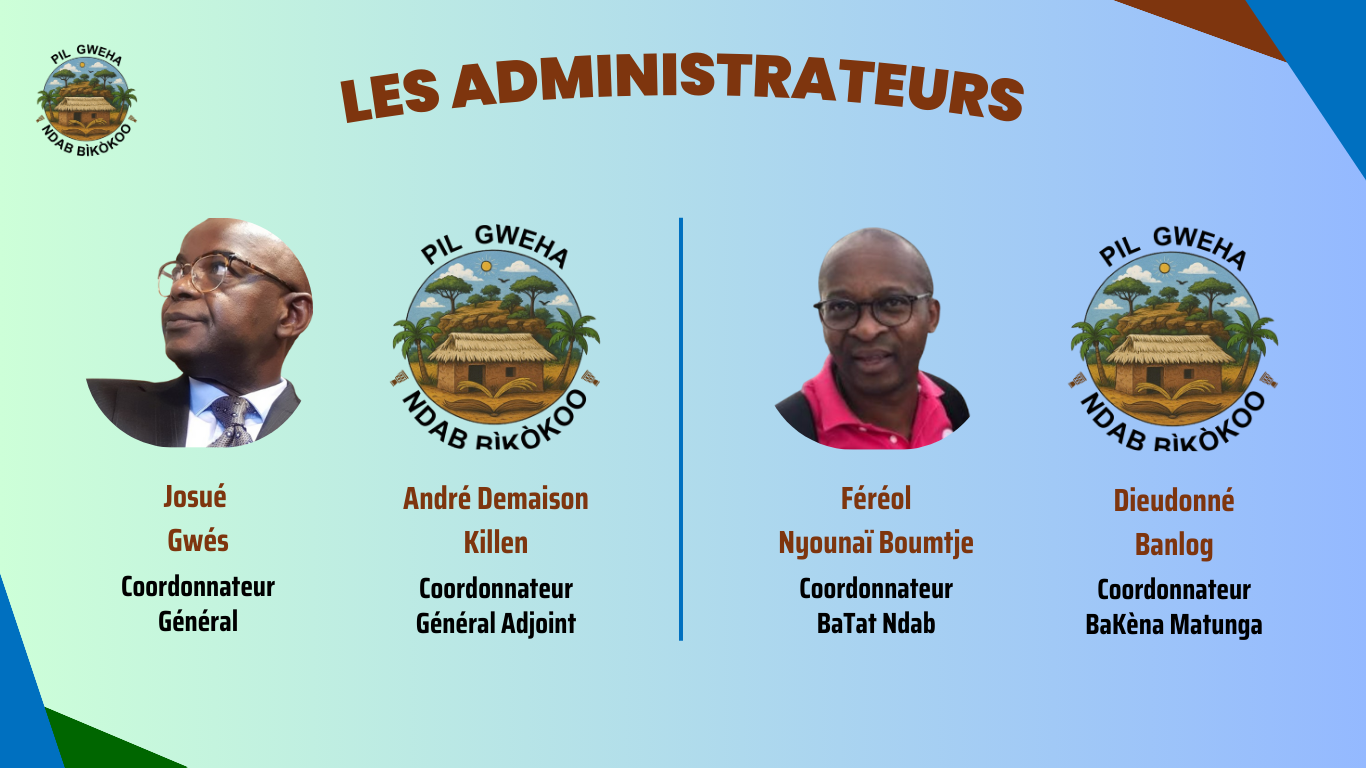 PIL GWEHA
NDAB BÌKÒKOO
LES ADMINISTRATEURS
PIL GWEHA
NDAB BÌKÒKOO
PIL GWEHA
NDAB BÌKÒKOO
Josué
Gwés
Coordonnateur
Général
André Demaison
Killen
Coordonnateur
Général Adjoint
Féréol
Nyounaï Boumtje
Coordonnateur
BaTat Ndab
Dieudonné
Banlog
Coordonnateur
BaKèna Matunga